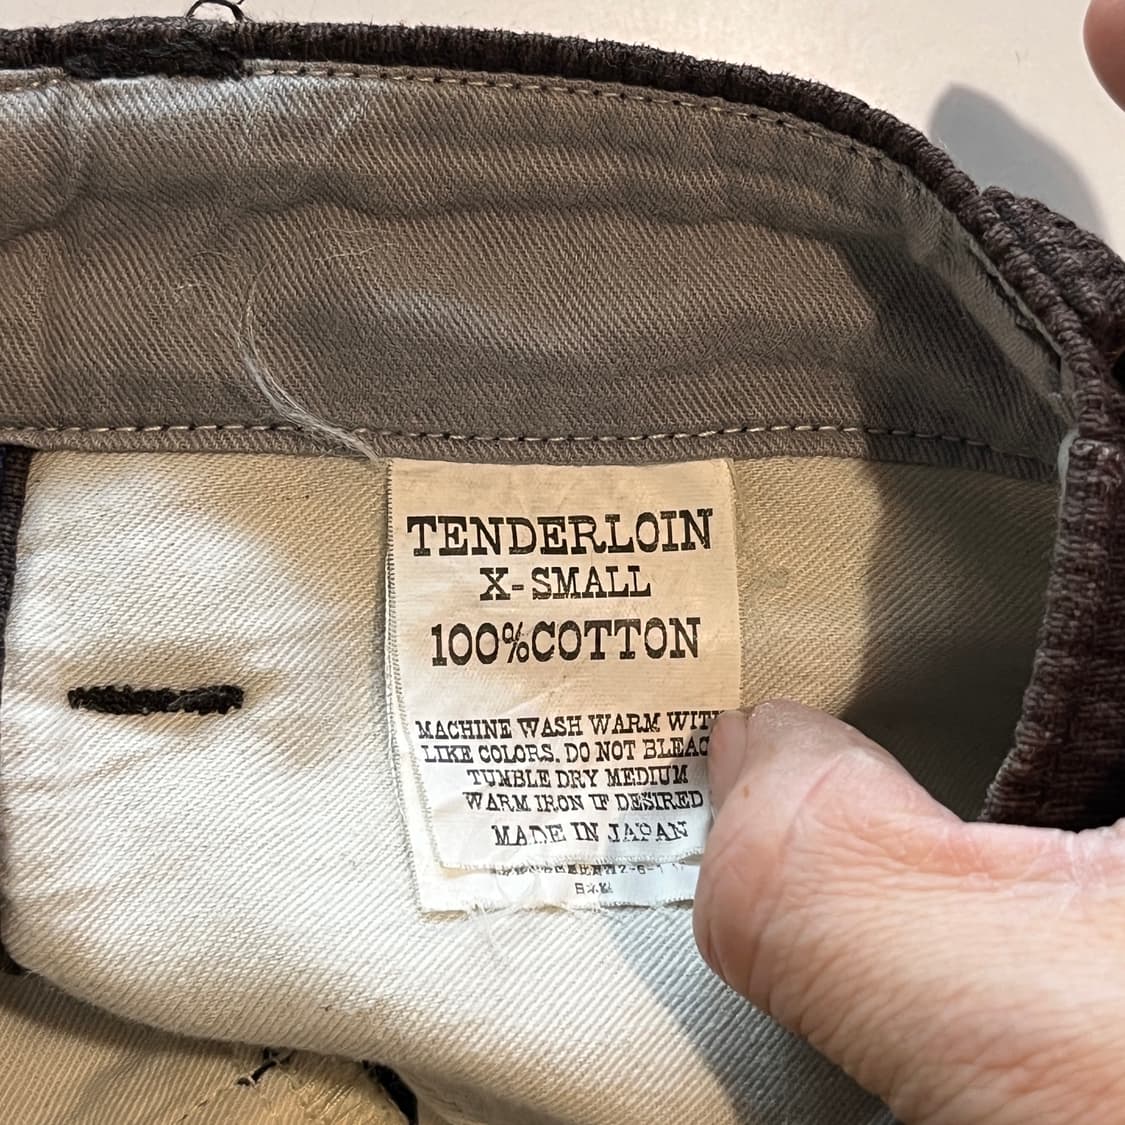 TENDERLOIN
X-SMALL
100%COTTON
MACHINE WASH WARM WITH
LIKE COLORS. DO NOT BLEAC
TUMBLE DRY MEDIUM
WARM IRON IF DESIRED
MADE IN JAPAN